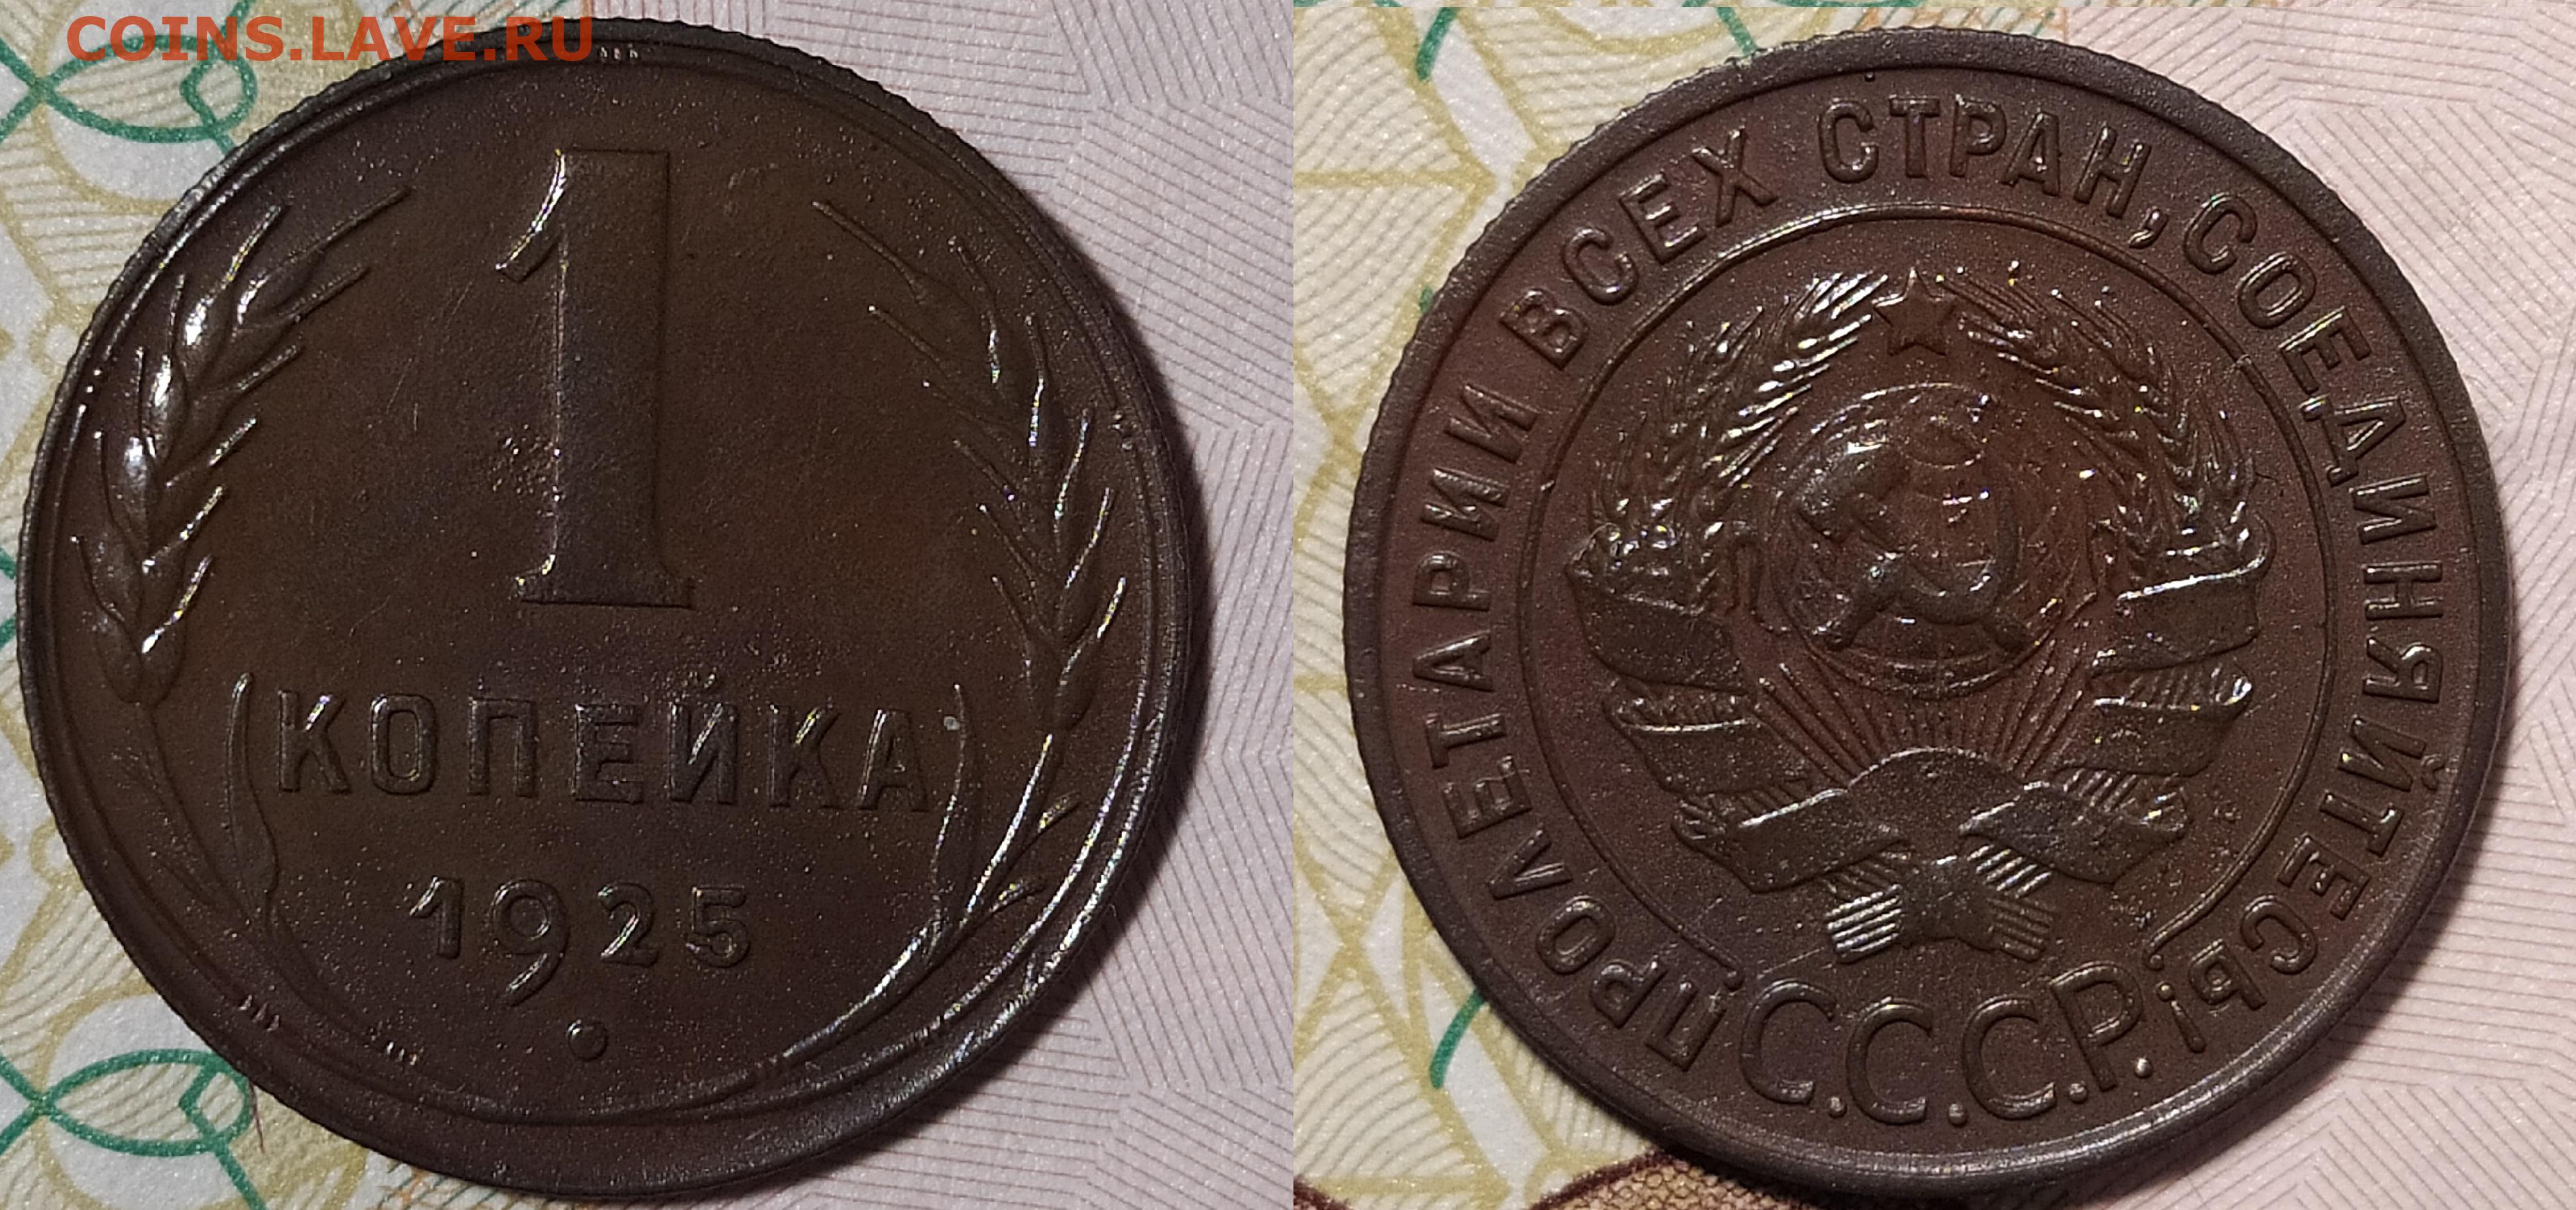 COINS.LAVE.RU
1
КОПЕЙКА
1925
ПРОЛЕТАРИИ ВСЕХ СТРАН, СОЕДИНЯЙТЕСЬ!
С.С.С.Р.